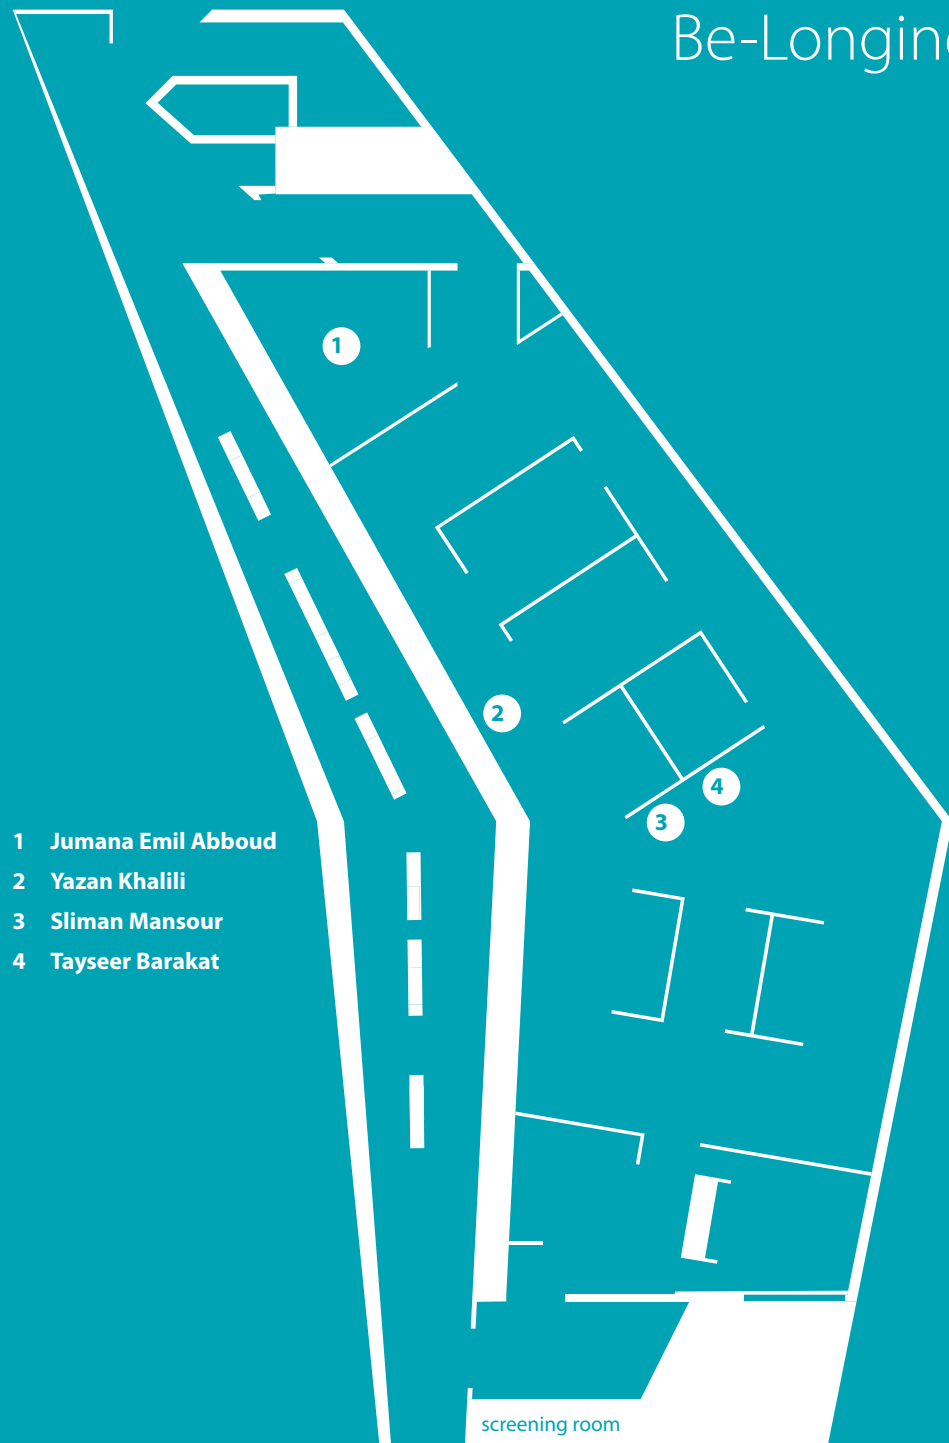 Be-Longing
1
2
4
3
1 Jumana Emil Abboud
2 Yazan Khalili
3 Sliman Mansour
4 Tayseer Barakat
screening room